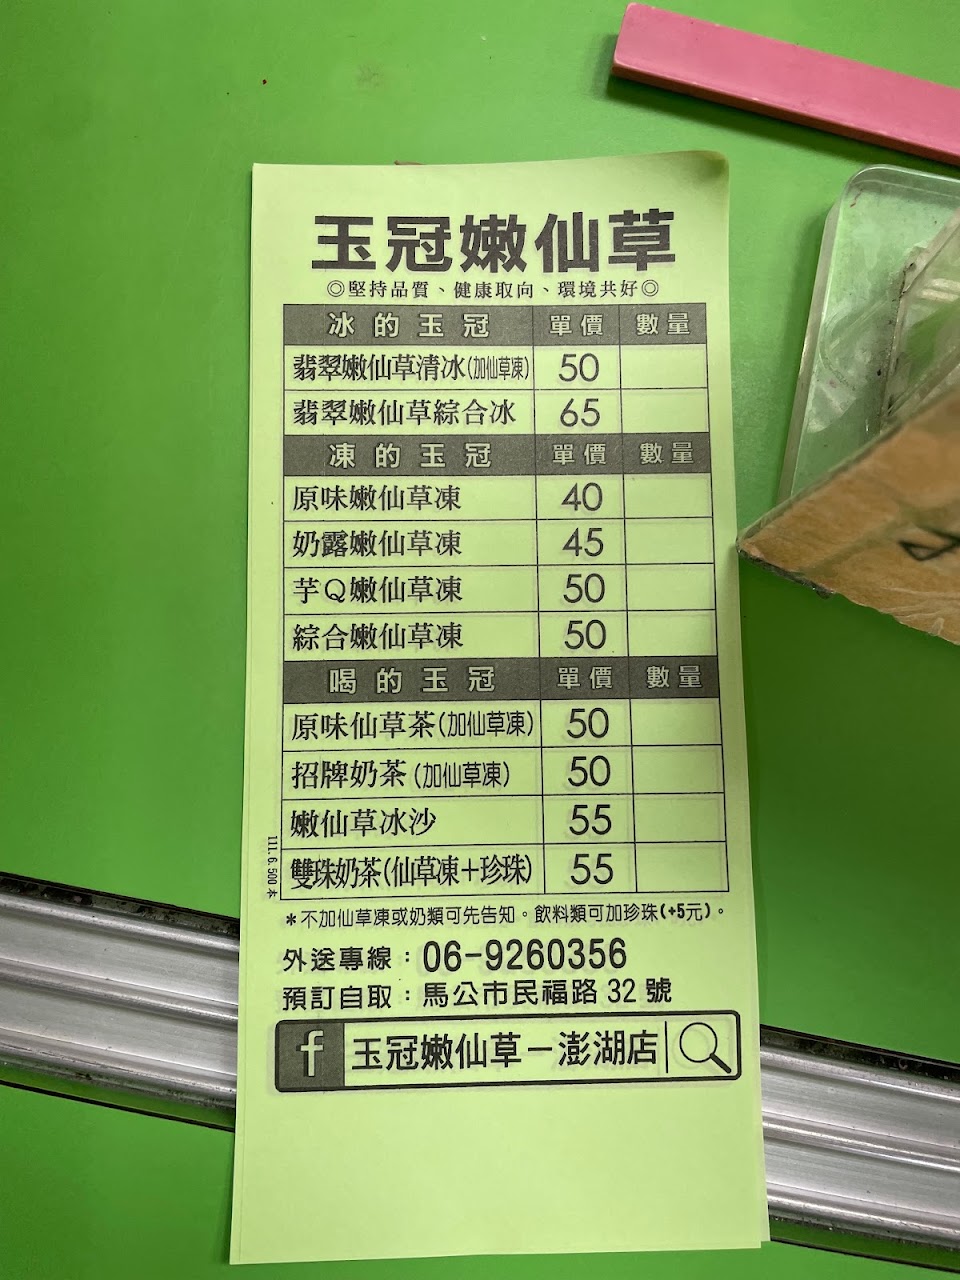 玉冠嫩仙草
◎堅持品質、健康取向、環境共好◎
冰的玉冠 單價 數量
翡翠嫩仙草清冰(加仙草凍) 50
翡翠嫩仙草綜合冰 65
凍的玉冠 單價 數量
原味嫩仙草凍 40
奶露嫩仙草凍 45
芋Q嫩仙草凍 50
綜合嫩仙草凍 50
喝的玉冠 單價 數量
原味仙草茶(加仙草凍) 50
招牌奶茶(加仙草凍) 50
嫩仙草冰沙 55
雙珠奶茶(仙草凍+珍珠) 55
111.6.500本
*不加仙草凍或奶類可先告知。飲料類可加珍珠(+5元)。
外送專線：06-9260356
預訂自取：馬公市民福路32號
f 玉冠嫩仙草－澎湖店